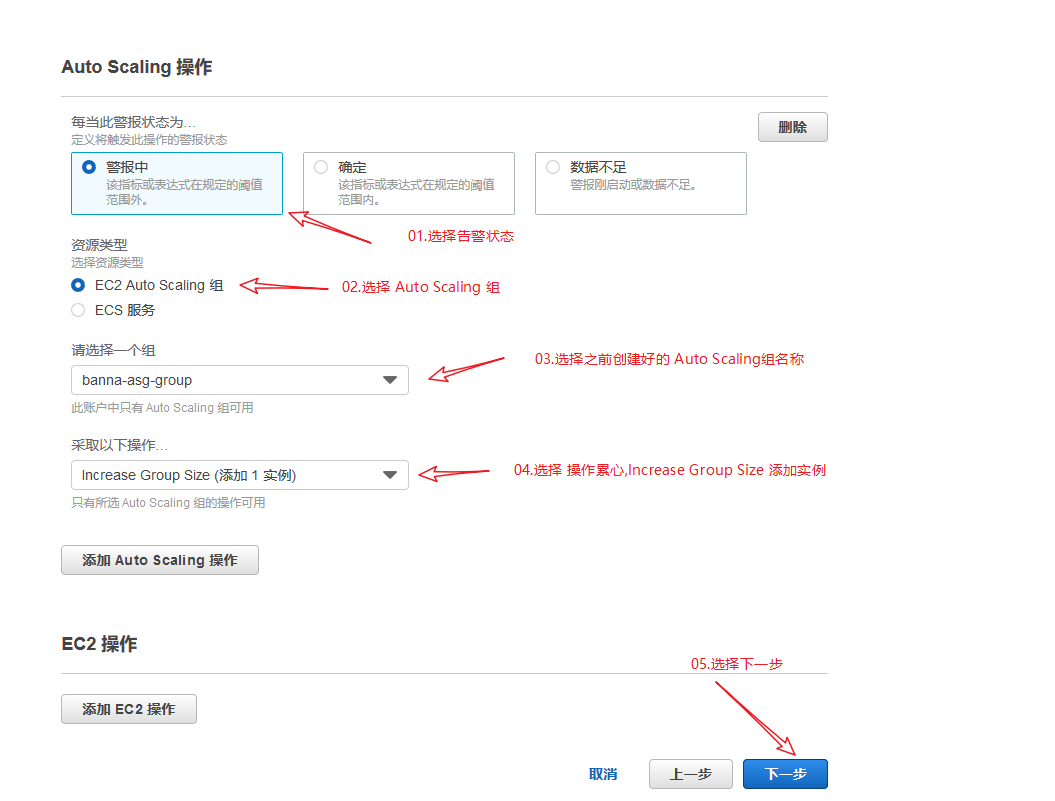 Auto Scaling 操作
每当此警报状态为...
定义将触发此操作的警报状态
删除
警报中
该指标或表达式在规定的阈值
范围外。
确定
该指标或表达式在规定的阈值
范围内。
数据不足
警报刚启动或数据不足。
01.选择告警状态
资源类型
选择资源类型
EC2 Auto Scaling 组
02.选择 Auto Scaling 组
ECS 服务
请选择一个组
03.选择之前创建好的 Auto Scaling组名称
banna-asg-group
此账户中只有 Auto Scaling 组可用
采取以下操作...
Increase Group Size (添加 1 实例)
04.选择 操作累心,Increase Group Size 添加实例
只有所选 Auto Scaling 组的操作可用
添加 Auto Scaling 操作
EC2 操作
05.选择下一步
添加 EC2 操作
取消
上一步
下一步